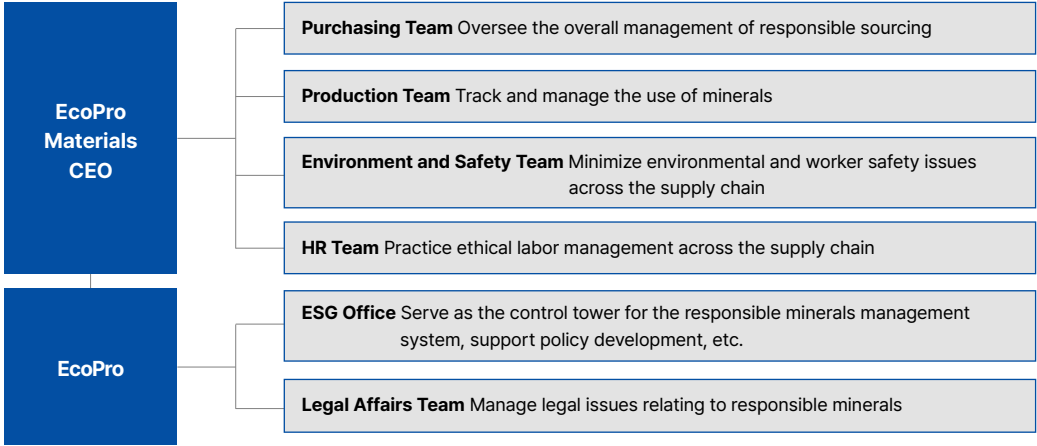 EcoPro
Materials
CEO
Purchasing Team Oversee the overall management of responsible sourcing
Production Team Track and manage the use of minerals
Environment and Safety Team Minimize environmental and worker safety issues
across the supply chain
HR Team Practice ethical labor management across the supply chain
EcoPro
ESG Office Serve as the control tower for the responsible minerals management
system, support policy development, etc.
Legal Affairs Team Manage legal issues relating to responsible minerals